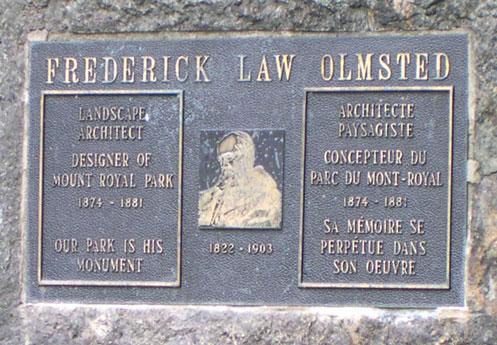 FREDERICK LAW OLMSTED
LANDSCAPE
ARCHITECT
DESIGNER OF
MOUNT ROYAL PARK
1874 - 1881
OUR PARK IS HIS
MONUMENT
1822 - 1903
ARCHITECTE
PAYSAGISTE
CONCEPTEUR DU
PARC DU MONT-ROYAL
1874 - 1881
SA MÉMOIRE SE
PERPÉTUE DANS
SON OEUVRE